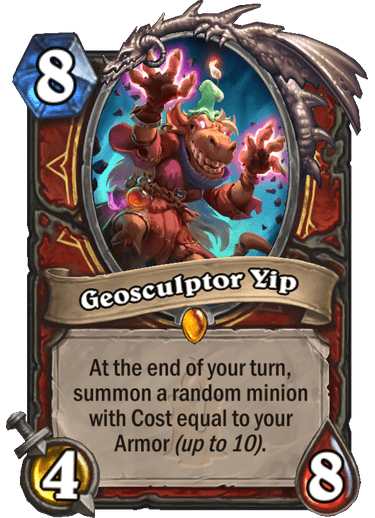 8
Geosculptor Yip
At the end of your turn,
summon a random minion
with Cost equal to your
Armor (up to 10).
4
8